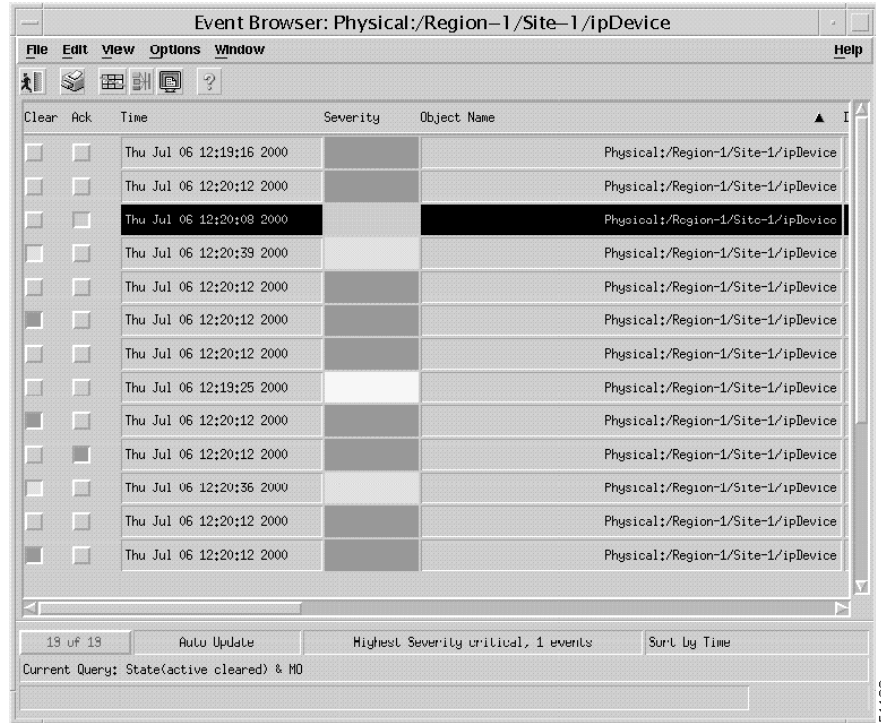 Event Browser: Physical:/Region-1/Site-1/ipDevice
File Edit View Options Window Help
Clear Ack Time Severity Object Name
Thu Jul 06 12:19:16 2000 Physical:/Region-1/Site-1/ipDevice
Thu Jul 06 12:20:12 2000 Physical:/Region-1/Site-1/ipDevice
Thu Jul 06 12:20:08 2000 Physical:/Region-1/Site-1/ipDevice
Thu Jul 06 12:20:39 2000 Physical:/Region-1/Site-1/ipDevice
Thu Jul 06 12:20:12 2000 Physical:/Region-1/Site-1/ipDevice
Thu Jul 06 12:20:12 2000 Physical:/Region-1/Site-1/ipDevice
Thu Jul 06 12:20:12 2000 Physical:/Region-1/Site-1/ipDevice
Thu Jul 06 12:19:25 2000 Physical:/Region-1/Site-1/ipDevice
Thu Jul 06 12:20:12 2000 Physical:/Region-1/Site-1/ipDevice
Thu Jul 06 12:20:12 2000 Physical:/Region-1/Site-1/ipDevice
Thu Jul 06 12:20:36 2000 Physical:/Region-1/Site-1/ipDevice
Thu Jul 06 12:20:12 2000 Physical:/Region-1/Site-1/ipDevice
Thu Jul 06 12:20:12 2000 Physical:/Region-1/Site-1/ipDevice
Auto Update Highest Severity critical, 1 events Sort by Time
Current Query: State(active cleared) & MO